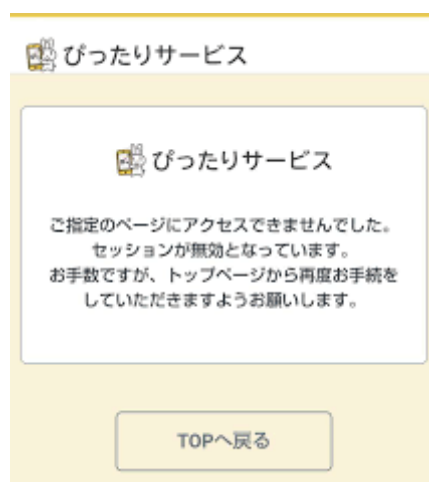 ぴったりサービス
ぴったりサービス
ご指定のページにアクセスできませんでした。
セッションが無効となっています。
お手数ですが、トップページから再度お手続を
していただきますようお願いします。
TOPへ戻る